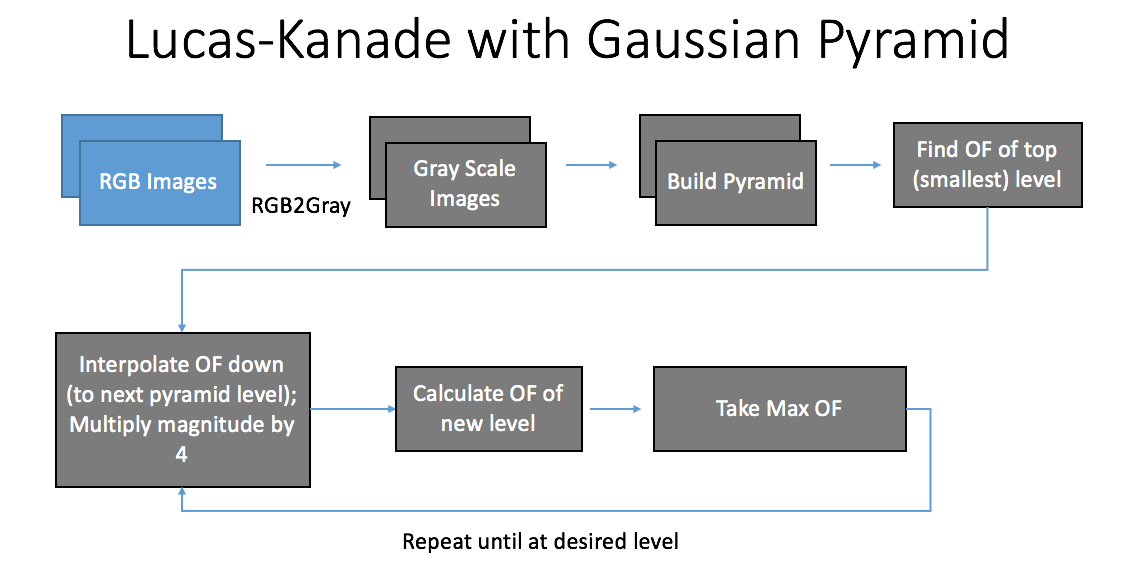 Lucas-Kanade with Gaussian Pyramid
RGB Images
RGB2Gray
Gray Scale
Images
Build Pyramid
Find OF of top
(smallest) level
Interpolate OF down
(to next pyramid level);
Multiply magnitude by
4
Calculate OF of
new level
Take Max OF
Repeat until at desired level